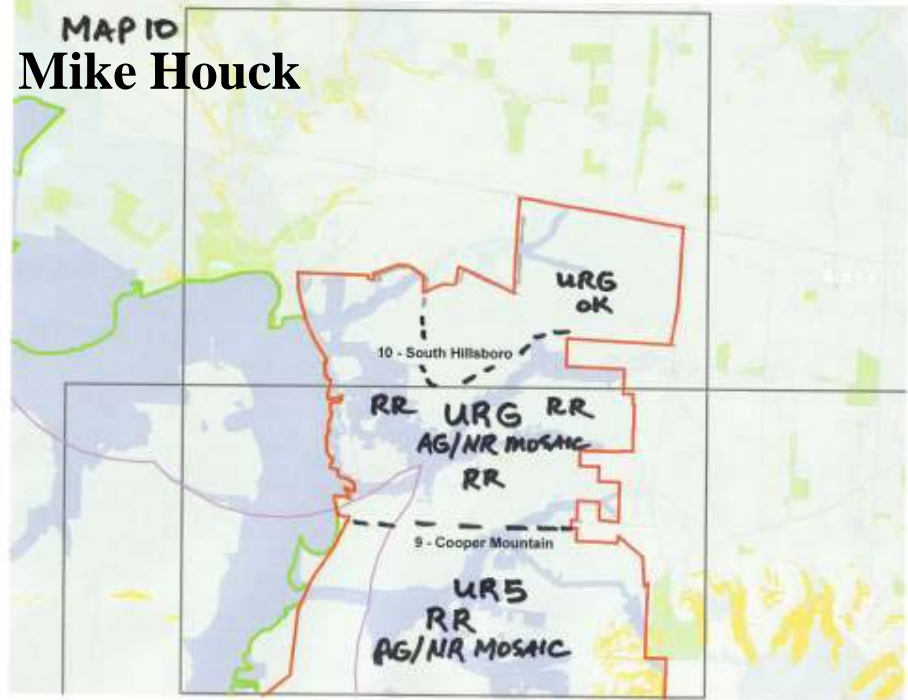 MAP 10
Mike Houck
URG
OK
10 - South Hillsboro
RR URG RR
AG/NR MOSAIC
RR
9 - Cooper Mountain
UR5
RR
AG/NR MOSAIC